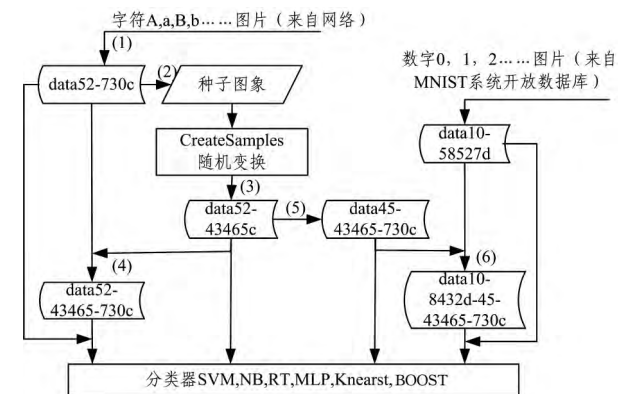 字符A,a,B,b……图片（来自网络）
(1)
数字0，1，2……图片（来自
MNIST系统开放数据库）
data52-730c
(2)
种子图象
data10-
58527d
CreateSamples
随机变换
(3)
data52-
43465c
(5)
data45-
43465-730c
(4)
(6)
data52-
43465-730c
data10-
8432d-45-
43465-730c
分类器SVM,NB,RT,MLP,Knearst,BOOST